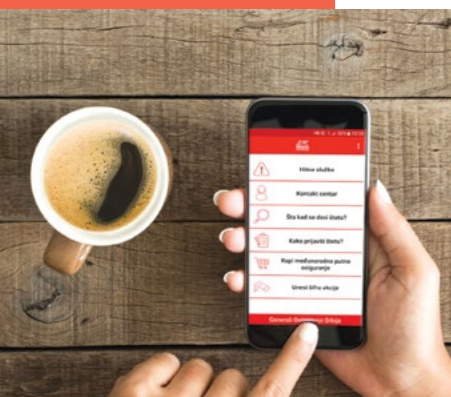 Hitne službe
Kontakt centar
Šta kad se desi šteta?
Kako prijaviti štetu?
Kupi međunarodno putno
osiguranje
Unesi šifru akcije
Generali Osiguranje Srbija